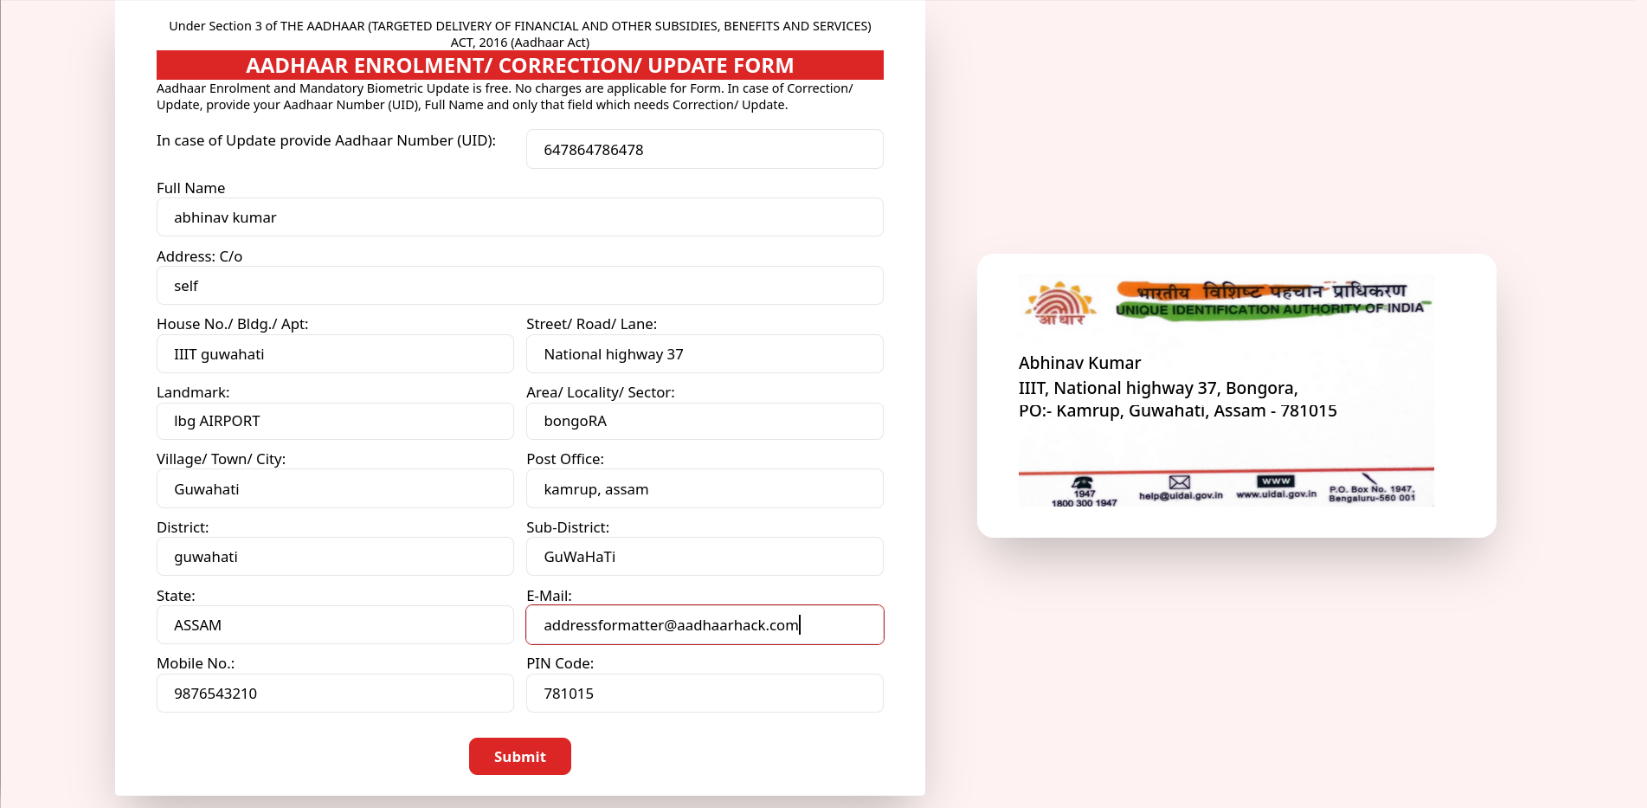 Under Section 3 of THE AADHAAR (TARGETED DELIVERY OF FINANCIAL AND OTHER SUBSIDIES, BENEFITS AND SERVICES)
ACT, 2016 (Aadhaar Act)
AADHAAR ENROLMENT/ CORRECTION/ UPDATE FORM
Aadhaar Enrolment and Mandatory Biometric Update is free. No charges are applicable for Form. In case of Correction/
Update, provide your Aadhaar Number (UID), Full Name and only that field which needs Correction/ Update.
In case of Update provide Aadhaar Number (UID):
647864786478
Full Name
abhinav kumar
Address: C/o
self
House No./ Bldg./ Apt:
IIIT guwahati
Street/ Road/ Lane:
National highway 37
Landmark:
lbg AIRPORT
Area/ Locality/ Sector:
bongoRA
Village/ Town/ City:
Guwahati
Post Office:
kamrup, assam
District:
guwahati
Sub-District:
GuWaHaTi
State:
ASSAM
E-Mail:
addressformatter@aadhaarhack.com
Mobile No.:
9876543210
PIN Code:
781015
Submit
भारतीय विशिष्ट पहचान प्राधिकरण
UNIQUE IDENTIFICATION AUTHORITY OF INDIA
आधार
Abhinav Kumar
IIIT, National highway 37, Bongora,
PO:- Kamrup, Guwahati, Assam - 781015
1947
1800 300 1947
help@uidai.gov.in
www
www.uidai.gov.in
P.O. Box No. 1947,
Bengaluru-560 001